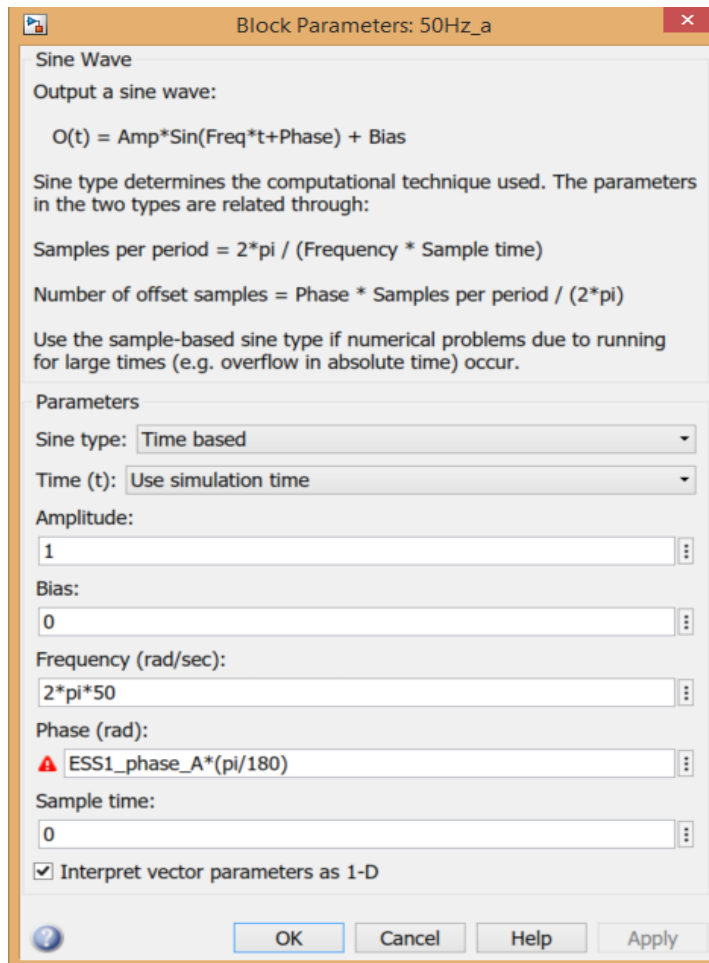 Block Parameters: 50Hz_a
Sine Wave
Output a sine wave:
O(t) = Amp*Sin(Freq*t+Phase) + Bias
Sine type determines the computational technique used. The parameters
in the two types are related through:
Samples per period = 2*pi / (Frequency * Sample time)
Number of offset samples = Phase * Samples per period / (2*pi)
Use the sample-based sine type if numerical problems due to running
for large times (e.g. overflow in absolute time) occur.
Parameters
Sine type: Time based
Time (t): Use simulation time
Amplitude:
1
Bias:
0
Frequency (rad/sec):
2*pi*50
Phase (rad):
ESS1_phase_A*(pi/180)
Sample time:
0
Interpret vector parameters as 1-D
OK Cancel Help Apply